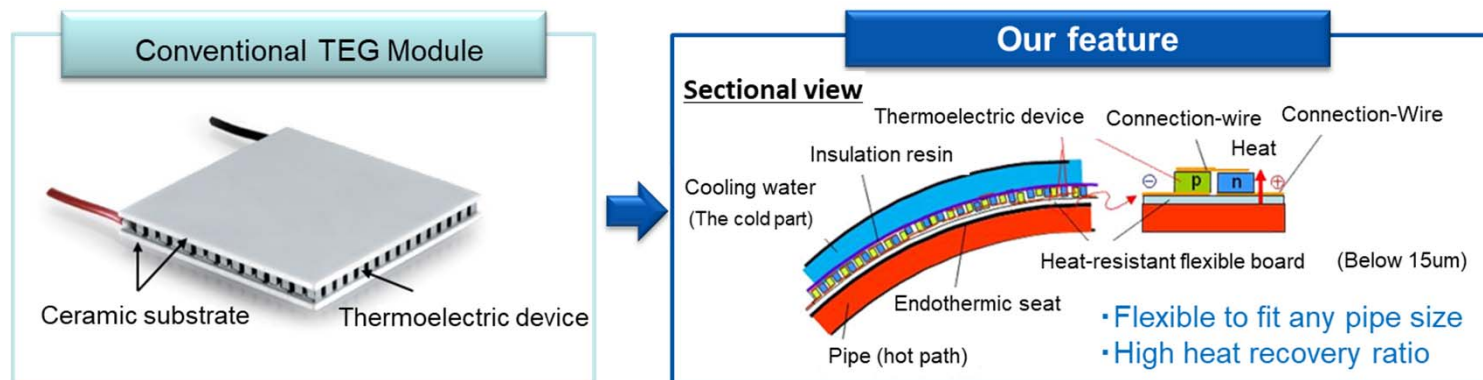 Conventional TEG Module
Ceramic substrate
Thermoelectric device
Our feature
Sectional view
Thermoelectric device
Connection-wire
Connection-Wire
Insulation resin
Heat
Cooling water
(The cold part)
⊖
p
n
⊕
Heat-resistant flexible board
(Below 15um)
Endothermic seat
Pipe (hot path)
・Flexible to fit any pipe size
・High heat recovery ratio